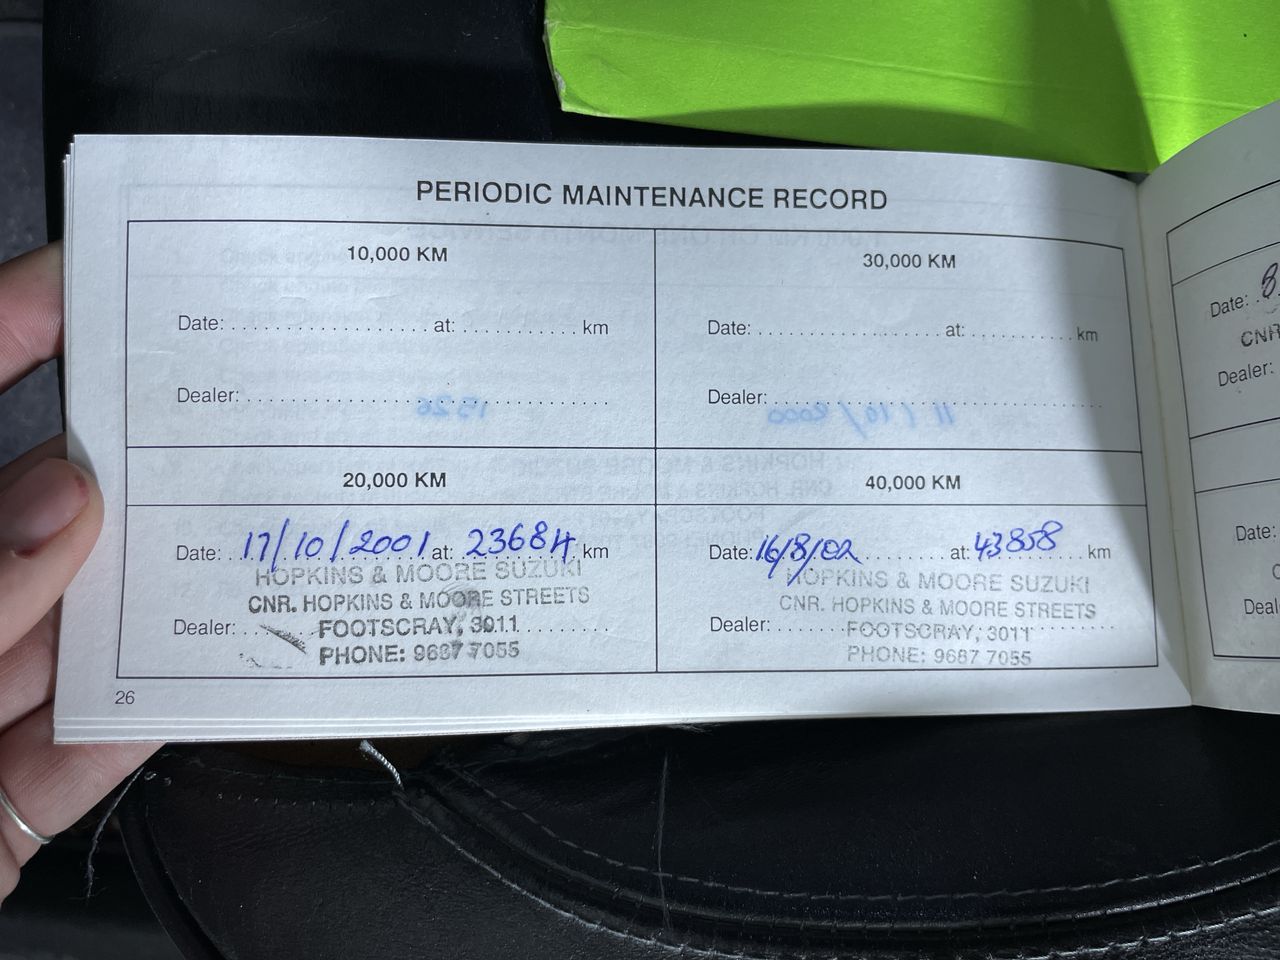 PERIODIC MAINTENANCE RECORD
10,000 KM
Date: .................. at: ............ km
Dealer: ......................................
30,000 KM
Date: .................. at: ............ km
Dealer: ......................................
20,000 KM
Date: 17/10/2001 at: 23684 km
HOPKINS & MOORE SUZUKI
CNR. HOPKINS & MOORE STREETS
Dealer: FOOTSCRAY, 3011
PHONE: 9687 7055
40,000 KM
Date: 16/8/02 at: 43858 km
HOPKINS & MOORE SUZUKI
CNR. HOPKINS & MOORE STREETS
Dealer: FOOTSCRAY, 3011
PHONE: 9687 7055
26
Date: 8
CNR
Dealer:
Date: